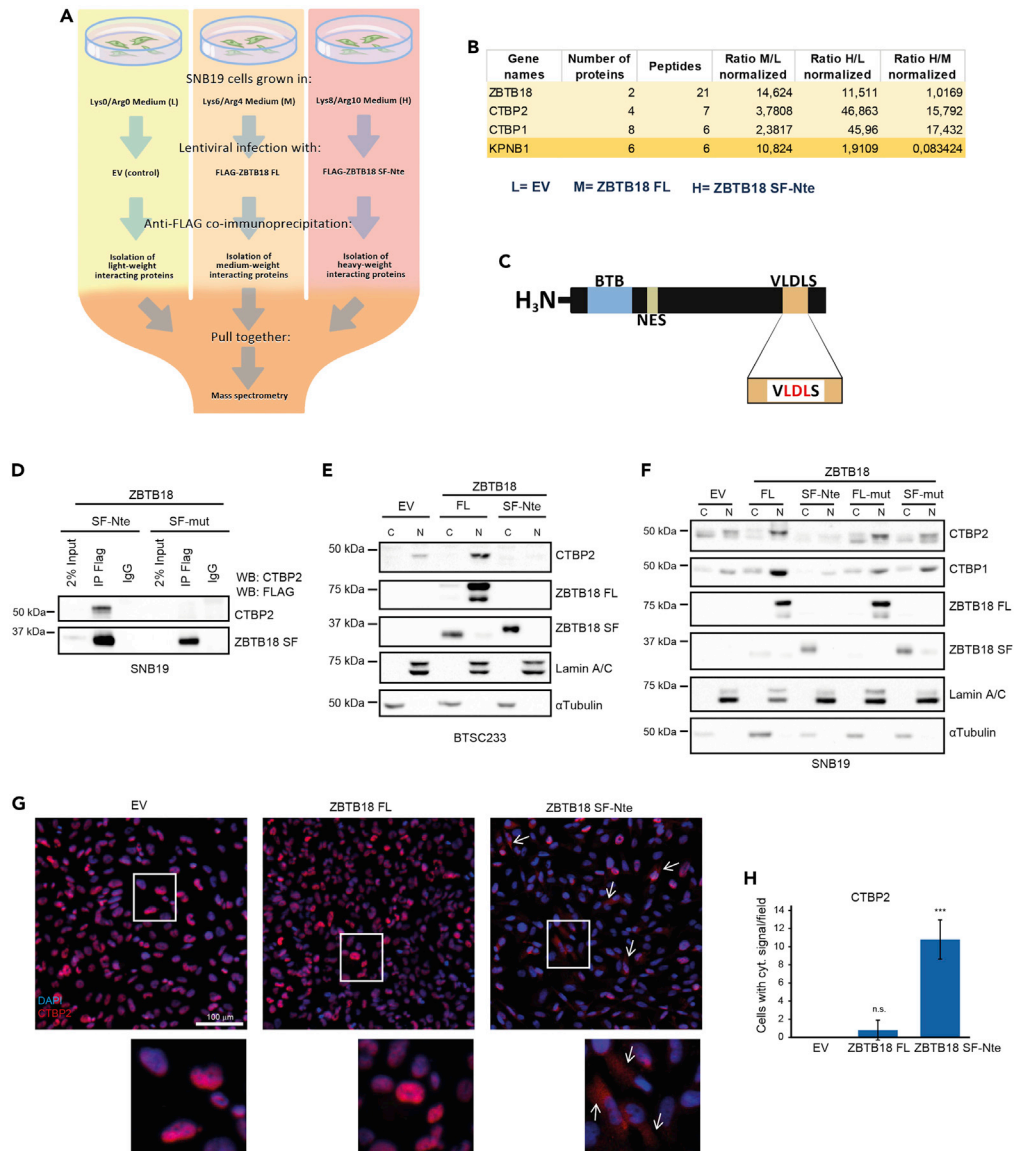 A
SNB19 cells grown in:
Lys0/Arg0 Medium (L) Lys6/Arg4 Medium (M) Lys8/Arg10 Medium (H)
Lentiviral infection with:
EV (control) FLAG-ZBTB18 FL FLAG-ZBTB18 SF-Nte
Anti-FLAG co-immunoprecipitation:
Isolation of light-weight interacting proteins
Isolation of medium-weight interacting proteins
Isolation of heavy-weight interacting proteins
Pull together:
Mass spectrometry
B
Gene names Number of proteins Peptides Ratio M/L normalized Ratio H/L normalized Ratio H/M normalized
ZBTB18 2 21 14,624 11,511 1,0169
CTBP2 4 7 3,7808 46,863 15,792
CTBP1 8 6 2,3817 45,96 17,432
KPNB1 6 6 10,824 1,9109 0,083424
L= EV M= ZBTB18 FL H= ZBTB18 SF-Nte
C
BTB VLDLS
H3N
NES
VLDLS
D
ZBTB18
SF-Nte SF-mut
2% Input IP Flag IgG 2% Input IP Flag IgG
WB: CTBP2
WB: FLAG
50 kDa CTBP2
37 kDa ZBTB18 SF
SNB19
E
ZBTB18
EV FL SF-Nte
C N C N C N
50 kDa CTBP2
75 kDa ZBTB18 FL
37 kDa ZBTB18 SF
75 kDa Lamin A/C
50 kDa αTubulin
BTSC233
F
ZBTB18
EV FL SF-Nte FL-mut SF-mut
C N C N C N C N C N
50 kDa CTBP2
50 kDa CTBP1
75 kDa ZBTB18 FL
37 kDa ZBTB18 SF
75 kDa Lamin A/C
50 kDa αTubulin
SNB19
G
EV ZBTB18 FL ZBTB18 SF-Nte
DAPI
CTBP2
100 µm
H
CTBP2
Cells with cyt. signal/field
14
12
10
8
6
4
2
0
n.s.
***
EV ZBTB18 FL ZBTB18 SF-Nte